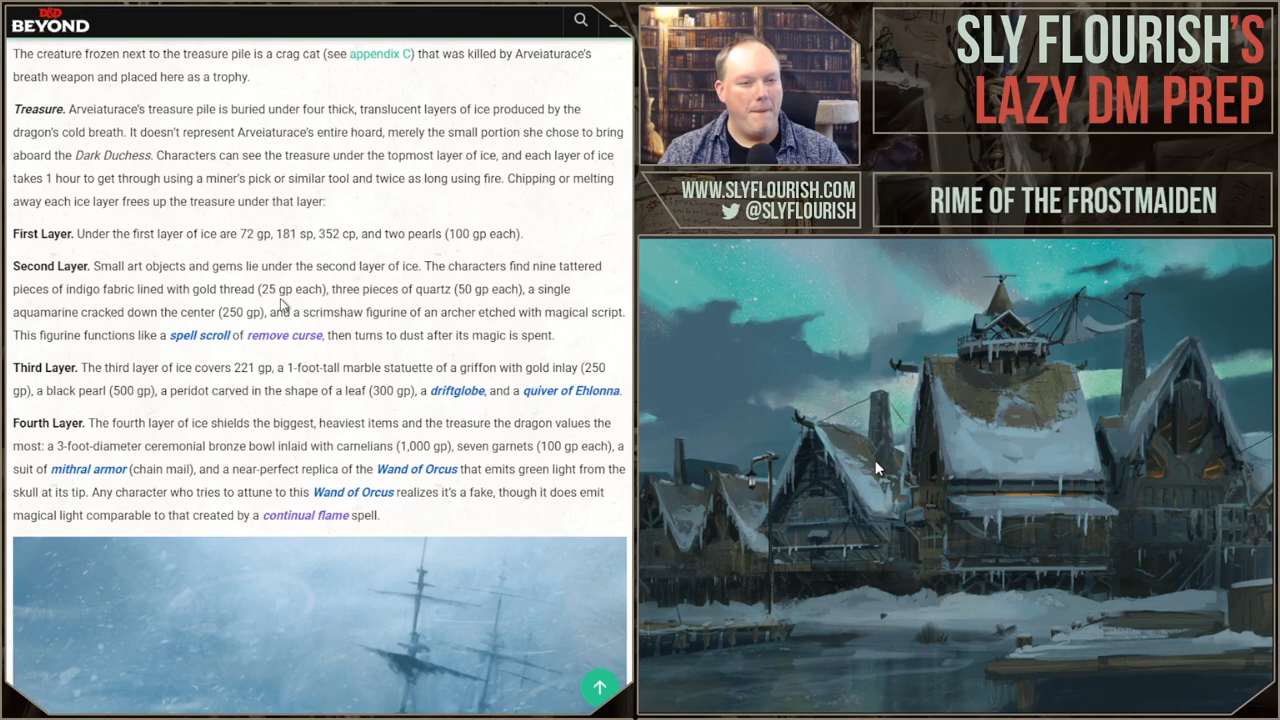 D&D
BEYOND
The creature frozen next to the treasure pile is a crag cat (see appendix C) that was killed by Arveiaturace's
breath weapon and placed here as a trophy.
Treasure. Arveiaturace's treasure pile is buried under four thick, translucent layers of ice produced by the
dragon's cold breath. It doesn't represent Arveiaturace's entire hoard, merely the small portion she chose to bring
aboard the Dark Duchess. Characters can see the treasure under the topmost layer of ice, and each layer of ice
takes 1 hour to get through using a miner's pick or similar tool and twice as long using fire. Chipping or melting
away each ice layer frees up the treasure under that layer:
First Layer. Under the first layer of ice are 72 gp, 181 sp, 352 cp, and two pearls (100 gp each).
Second Layer. Small art objects and gems lie under the second layer of ice. The characters find nine tattered
pieces of indigo fabric lined with gold thread (25 gp each), three pieces of quartz (50 gp each), a single
aquamarine cracked down the center (250 gp), and a scrimshaw figurine of an archer etched with magical script.
This figurine functions like a spell scroll of remove curse, then turns to dust after its magic is spent.
Third Layer. The third layer of ice covers 221 gp, a 1-foot-tall marble statuette of a griffon with gold inlay (250
gp), a black pearl (500 gp), a peridot carved in the shape of a leaf (300 gp), a driftglobe, and a quiver of Ehlonna.
Fourth Layer. The fourth layer of ice shields the biggest, heaviest items and the treasure the dragon values the
most: a 3-foot-diameter ceremonial bronze bowl inlaid with carnelians (1,000 gp), seven garnets (100 gp each), a
suit of mithral armor (chain mail), and a near-perfect replica of the Wand of Orcus that emits green light from the
skull at its tip. Any character who tries to attune to this Wand of Orcus realizes it's a fake, though it does emit
magical light comparable to that created by a continual flame spell.
SLY FLOURISH'S
LAZY DM PREP
WWW.SLYFLOURISH.COM
@SLYFLOURISH
RIME OF THE FROSTMAIDEN